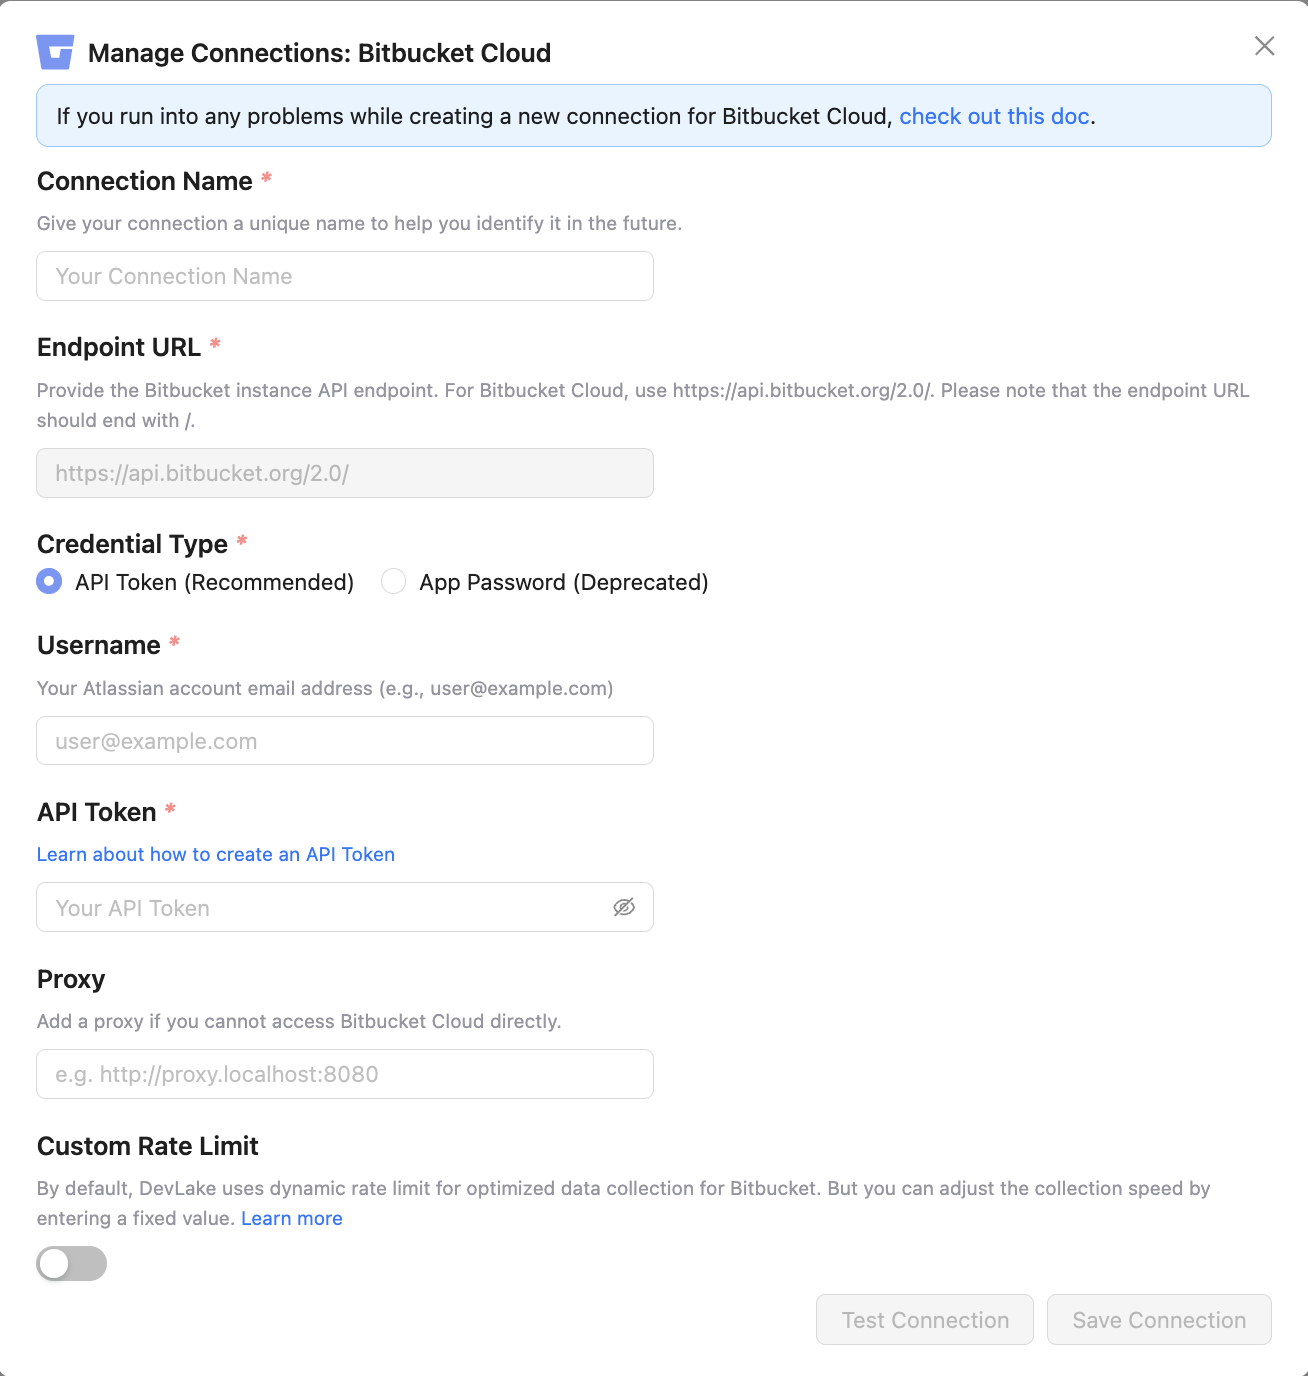 Manage Connections: Bitbucket Cloud
If you run into any problems while creating a new connection for Bitbucket Cloud, check out this doc.
Connection Name *
Give your connection a unique name to help you identify it in the future.
Your Connection Name
Endpoint URL *
Provide the Bitbucket instance API endpoint. For Bitbucket Cloud, use https://api.bitbucket.org/2.0/. Please note that the endpoint URL
should end with /.
https://api.bitbucket.org/2.0/
Credential Type *
API Token (Recommended) App Password (Deprecated)
Username *
Your Atlassian account email address (e.g., user@example.com)
user@example.com
API Token *
Learn about how to create an API Token
Your API Token
Proxy
Add a proxy if you cannot access Bitbucket Cloud directly.
e.g. http://proxy.localhost:8080
Custom Rate Limit
By default, DevLake uses dynamic rate limit for optimized data collection for Bitbucket. But you can adjust the collection speed by
entering a fixed value. Learn more
Test Connection Save Connection